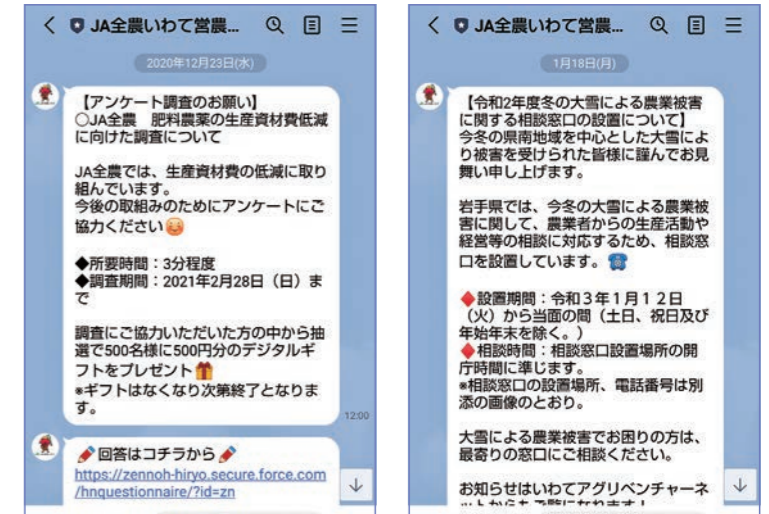 JA全農いわて営農...
2020年12月23日(水)
【アンケート調査のお願い】
○JA全農 肥料農薬の生産資材費低減
に向けた調査について
JA全農では、生産資材費の低減に取り
組んでいます。
今後の取組みのためにアンケートにご
協力ください
◆所要時間:3分程度
◆調査期間:2021年2月28日(日)ま
で
調査にご協力いただいた方の中から抽
選で500名様に500円分のデジタルギ
フトをプレゼント
*ギフトはなくなり次第終了となりま
す。
12:00
回答はコチラから
https://zennoh-hiryo.secure.force.com
/hnquestionnaire/?id=zn
JA全農いわて営農...
1月18日(月)
【令和2年度冬の大雪による農業被害
に関する相談窓口の設置について】
今冬の県南地域を中心とした大雪によ
り被害を受けられた皆様に謹んでお見
舞い申し上げます。
岩手県では、今冬の大雪による農業被
害に関して、農業者からの生産活動や
経営等の相談に対応するため、相談窓
口を設置しています。
◆設置期間:令和3年1月12日
(火)から当面の間(土日、祝日及び
年始年末を除く。)
◆相談時間:相談窓口設置場所の開
庁時間に準じます。
*相談窓口の設置場所、電話番号は別
添の画像のとおり。
大雪による農業被害でお困りの方は、
最寄りの窓口にご相談ください。
お知らせはいわてアグリベンチャーネ